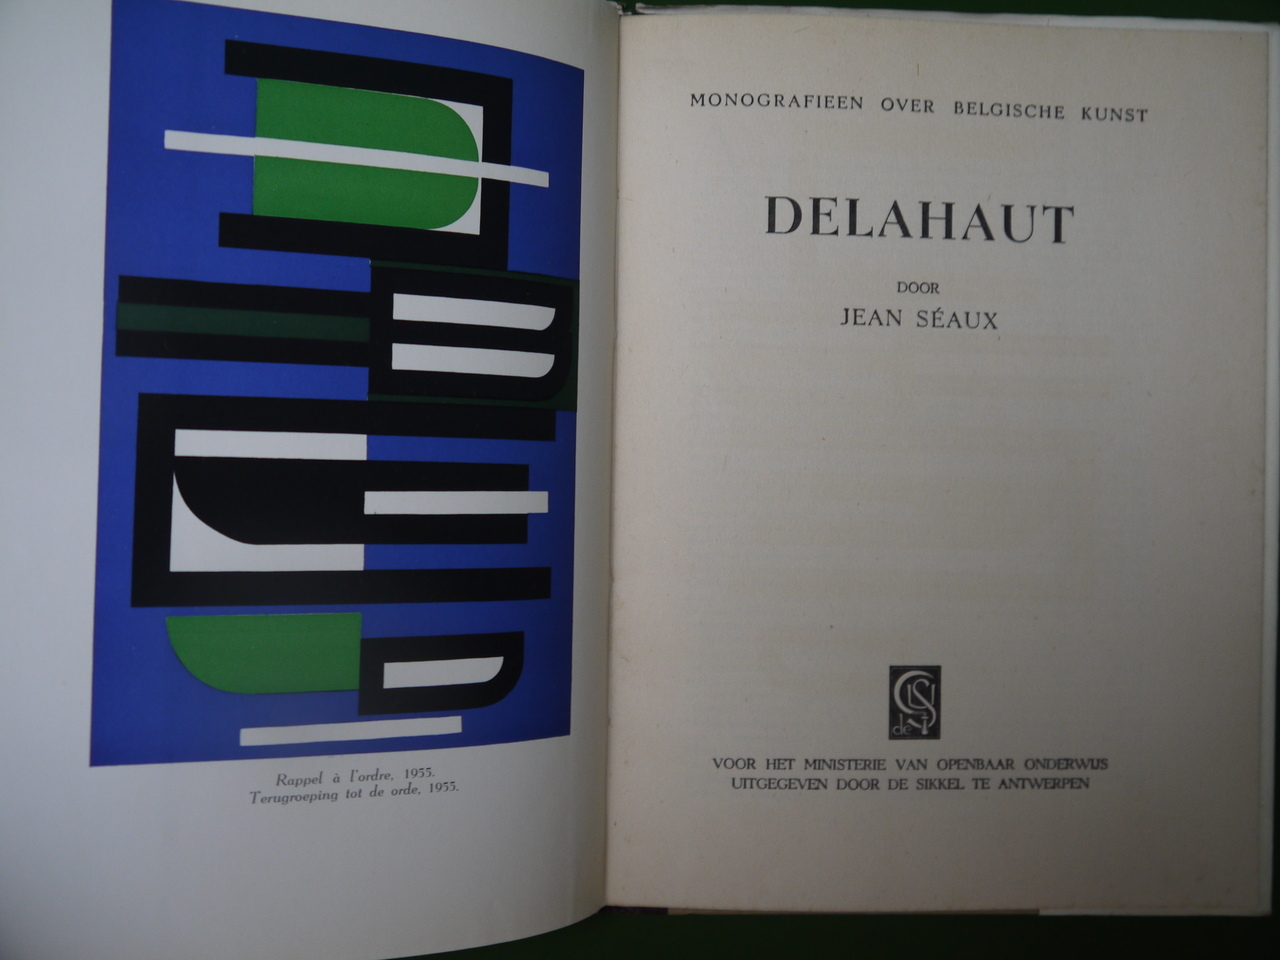 Rappel à l'ordre, 1955.
Terugroeping tot de orde, 1955.
MONOGRAFIEEN OVER BELGISCHE KUNST
DELAHAUT
DOOR
JEAN SÉAUX
de
VOOR HET MINISTERIE VAN OPENBAAR ONDERWIJS
UITGEGEVEN DOOR DE SIKKEL TE ANTWERPEN